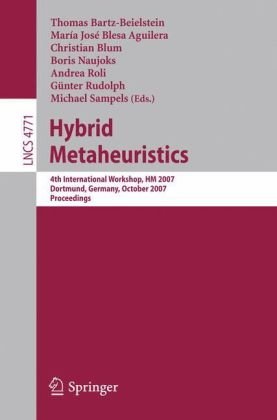 Thomas Bartz-Beielstein
María José Blesa Aguilera
Christian Blum
Boris Naujoks
Andrea Roli
Günter Rudolph
Michael Sampels (Eds.)
LNCS 4771
Hybrid
Metaheuristics
4th International Workshop, HM 2007
Dortmund, Germany, October 2007
Proceedings
Springer